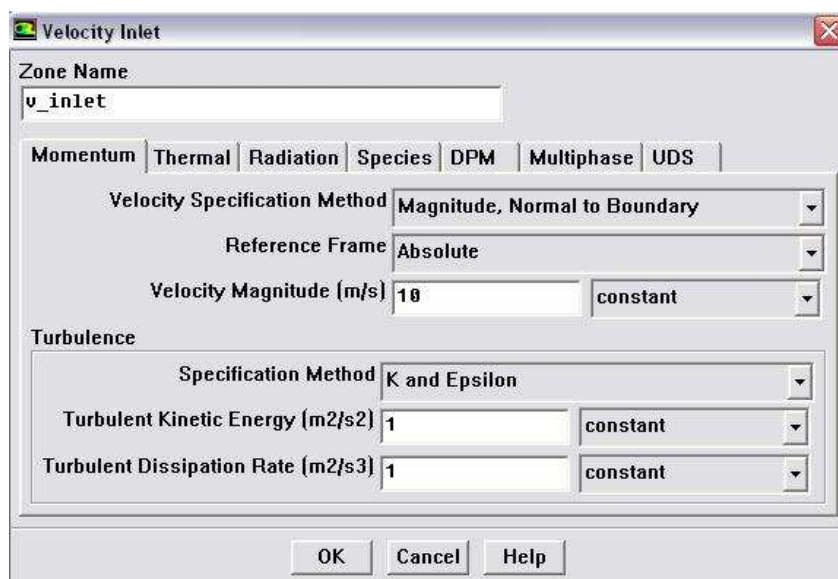 Velocity Inlet
Zone Name
v_inlet
Momentum Thermal Radiation Species DPM Multiphase UDS
Velocity Specification Method Magnitude, Normal to Boundary
Reference Frame Absolute
Velocity Magnitude (m/s) 10 constant
Turbulence
Specification Method K and Epsilon
Turbulent Kinetic Energy (m2/s2) 1 constant
Turbulent Dissipation Rate (m2/s3) 1 constant
OK Cancel Help